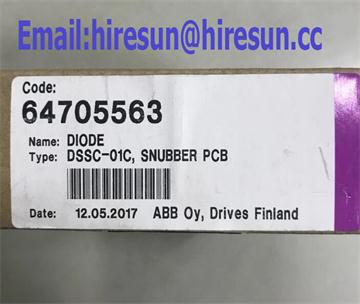 Email:hiresun@hiresun.cc
Code:
64705563
Name: DIODE
Type: DSSC-01C, SNUBBER PCB
Date: 12.05.2017 ABB Oy, Drives Finland